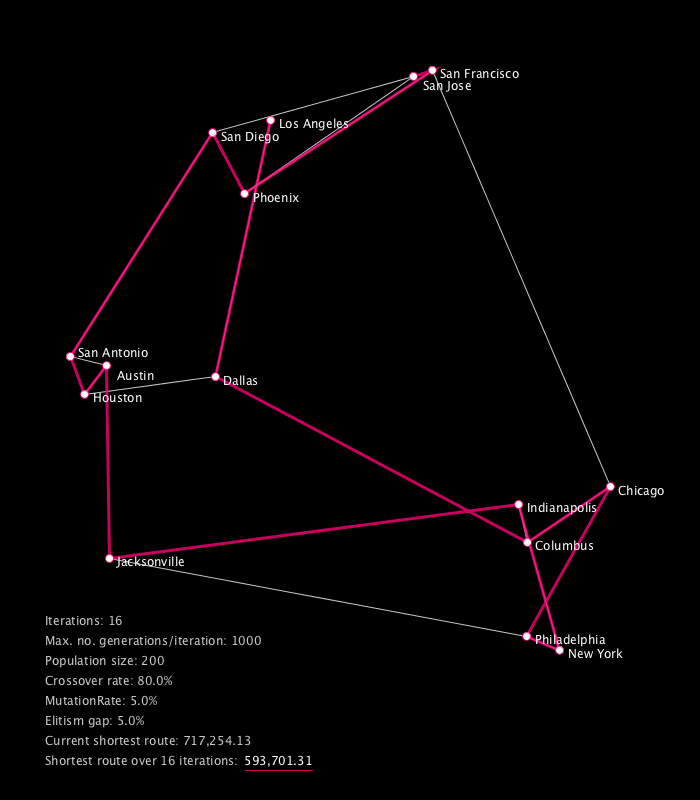 San Francisco
San Jose
Los Angeles
San Diego
Phoenix
San Antonio
Austin
Dallas
Houston
Chicago
Indianapolis
Columbus
Jacksonville
Philadelphia
New York
Iterations: 16
Max. no. generations/iteration: 1000
Population size: 200
Crossover rate: 80.0%
MutationRate: 5.0%
Elitism gap: 5.0%
Current shortest route: 717,254.13
Shortest route over 16 iterations: 593,701.31